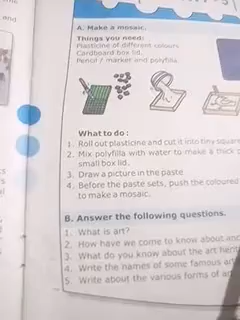 and
A. Make a mosaic.
Things you need:
Plasticine of different colours
Cardboard box lid,
Pencil / marker and polyfilla.
What to do :
1. Roll out plasticine and cut it into tiny square
2. Mix polyfilla with water to make a thick
small box lid.
3. Draw a picture in the paste
4. Before the paste sets, push the coloured
to make a mosaic.
B. Answer the following questions.
1. What is art?
2. How have we come to know about
3. What do you know about the art
4. Write the names of some famous
5. Write about the various forms of